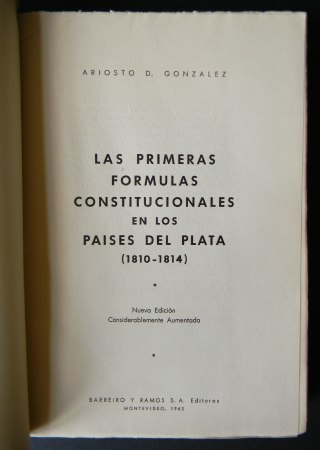 ARIOSTO D. GONZALEZ
LAS PRIMERAS
FORMULAS
CONSTITUCIONALES
EN LOS
PAISES DEL PLATA
(1810-1814)
*
Nueva Edición
Considerablemente Aumentada
*
BARREIRO Y RAMOS S. A. Editores
MONTEVIDEO, 1962